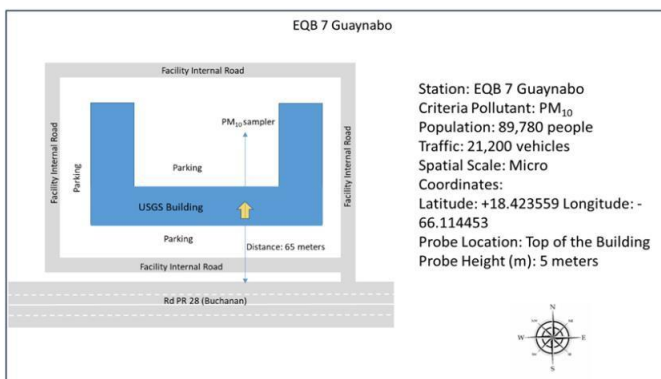 EQB 7 Guaynabo
Facility Internal Road
Facility Internal Road
Parking
PM10 sampler
Parking
USGS Building
Parking
Distance: 65 meters
Facility Internal Road
Facility Internal Road
Rd PR 28 (Buchanan)
Station: EQB 7 Guaynabo
Criteria Pollutant: PM₁₀
Population: 89,780 people
Traffic: 21,200 vehicles
Spatial Scale: Micro
Coordinates:
Latitude: +18.423559 Longitude: -
66.114453
Probe Location: Top of the Building
Probe Height (m): 5 meters
N
W
E
S